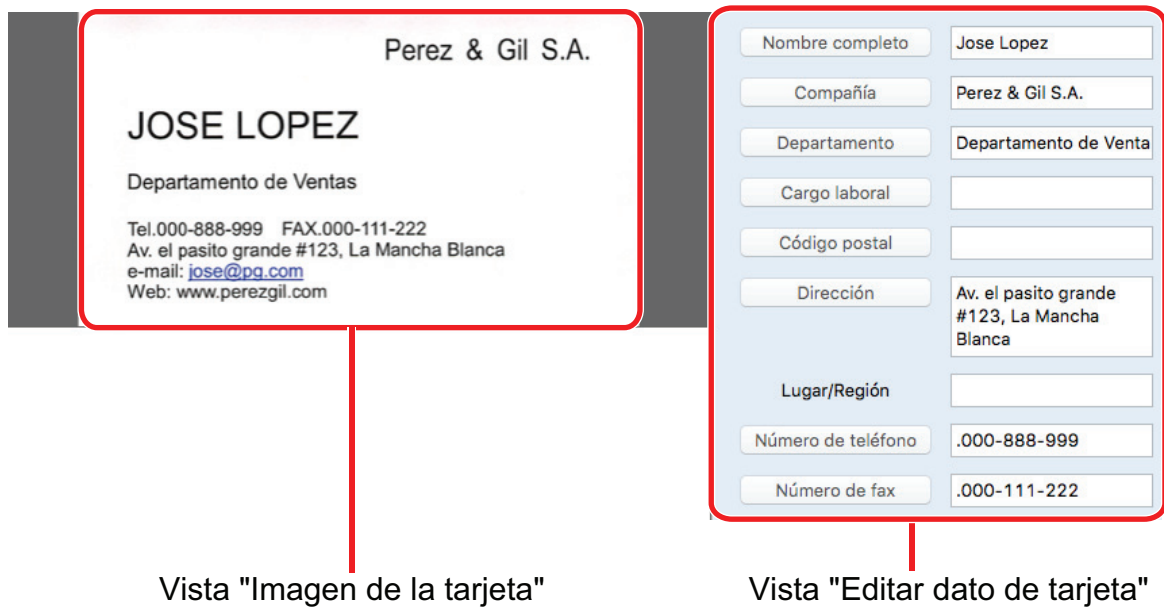 Perez & Gil S.A.
JOSE LOPEZ
Departamento de Ventas
Tel.000-888-999 FAX.000-111-222
Av. el pasito grande #123, La Mancha Blanca
e-mail: jose@pg.com
Web: www.perezgil.com
Nombre completo Jose Lopez
Compañía Perez & Gil S.A.
Departamento Departamento de Venta
Cargo laboral
Código postal
Dirección Av. el pasito grande
#123, La Mancha
Blanca
Lugar/Región
Número de teléfono .000-888-999
Número de fax .000-111-222
Vista "Imagen de la tarjeta"
Vista "Editar dato de tarjeta"